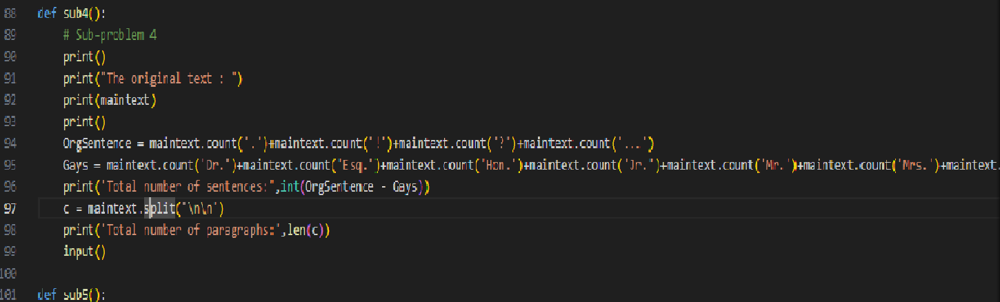 88 def sub4():
89 # Sub-problem 4
90 print()
91 print("The original text : ")
92 print(maintext)
93 print()
94 OrgSentence = maintext.count('.')+maintext.count('!')+maintext.count('?')+maintext.count('...')
95 Gays = maintext.count('Dr.')+maintext.count('Esq.')+maintext.count('Hon.')+maintext.count('Jr.')+maintext.count('Mr.')+maintext.count('Mrs.')+maintext.
96 print('Total number of sentences:',int(OrgSentence - Gays))
97 c = maintext.split('\n\n')
98 print('Total number of paragraphs:',len(c))
99 input()
100
101 def sub5():